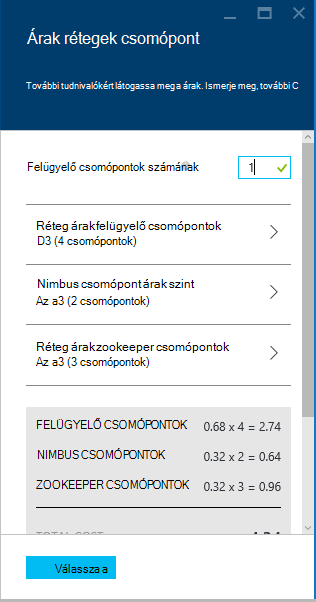 Árak rétegek csomópont
További tudnivalókért látogassa meg a árak. Ismerje meg, további C
Felügyelő csomópontok számának 1
Réteg árakfelügyelő csomópontok
D3 (4 csomópontok)
Nimbus csomópont árak szint
Az a3 (2 csomópontok)
Réteg árakzookeeper csomópontok
Az a3 (3 csomópontok)
FELÜGYELŐ CSOMÓPONTOK 0.68 x 4 = 2.74
NIMBUS CSOMÓPONTOK 0.32 x 2 = 0.64
ZOOKEEPER CSOMÓPONTOK 0.32 x 3 = 0.96
TOTAL COST
Válassza a